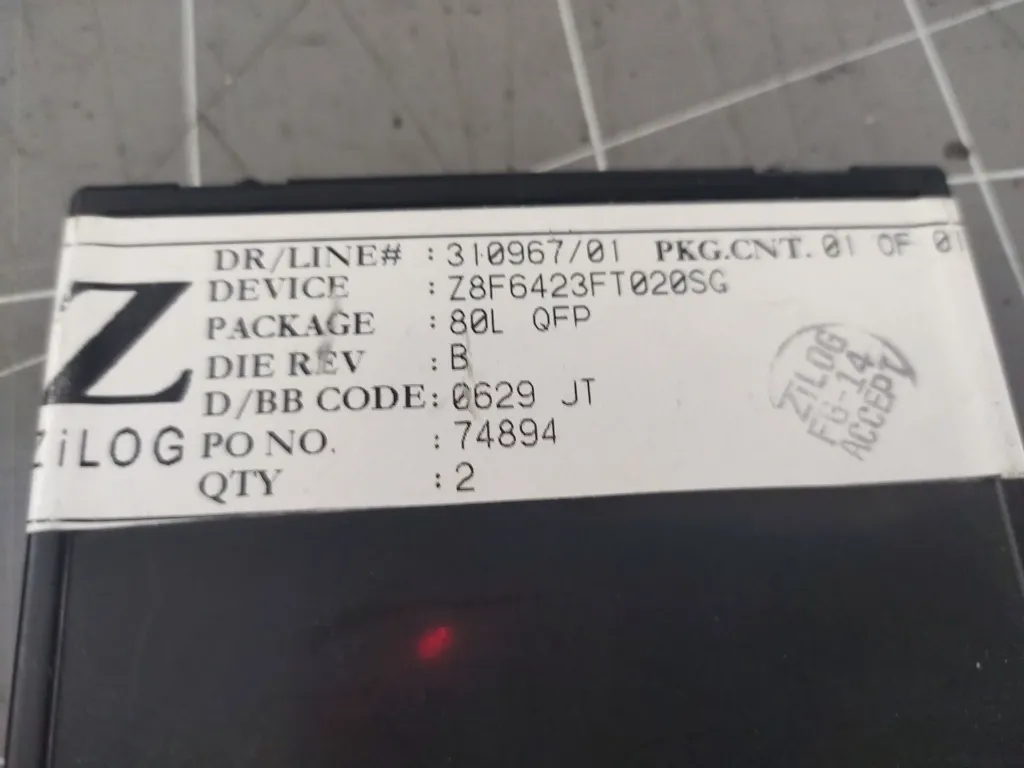 DR/LINE# : 310967/01 PKG.CNT. 01 OF 01
DEVICE : Z8F6423FT020SG
PACKAGE : 80L QFP
DIE REV : B
D/BB CODE: 0629 JT
PO NO. : 74894
QTY : 2
Z
ZiLOG
ZiLOG
FG-14
ACCEPT